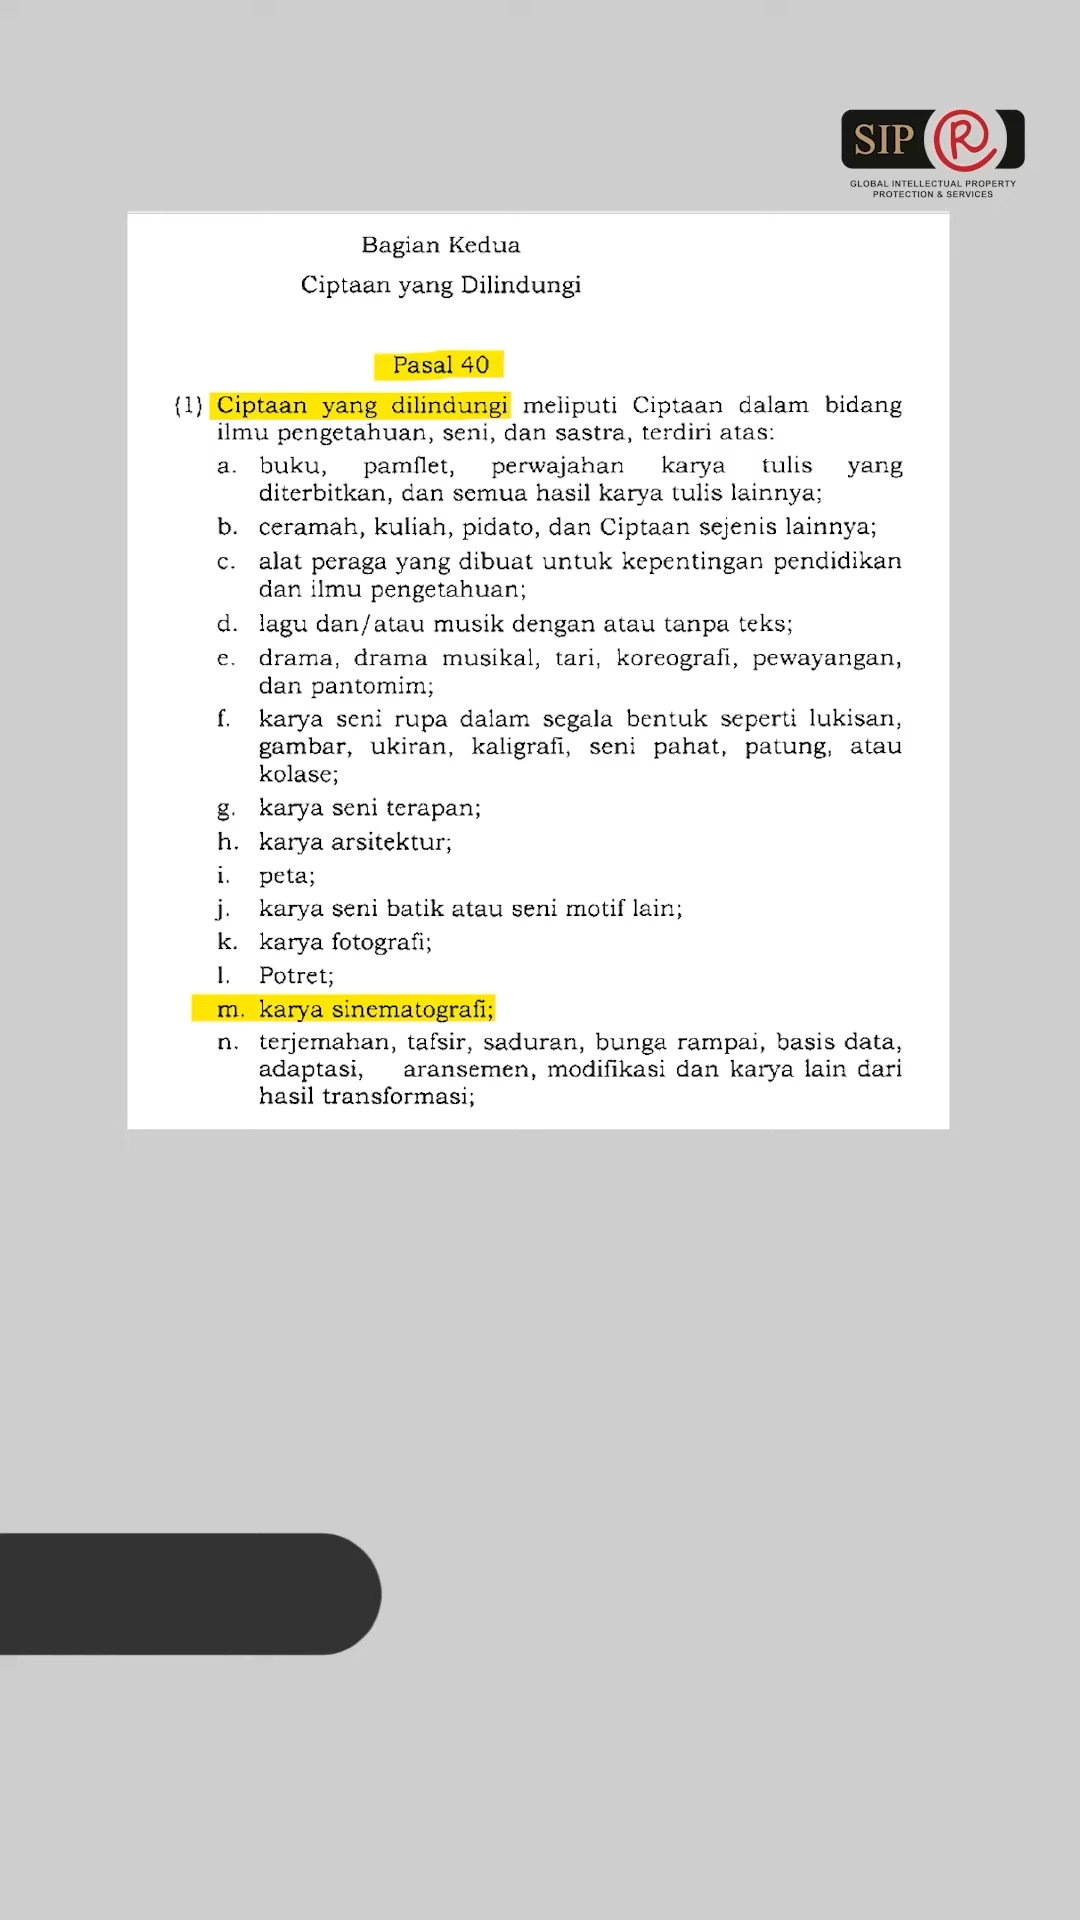 SIP R
GLOBAL INTELLECTUAL PROPERTY
PROTECTION & SERVICES
Bagian Kedua
Ciptaan yang Dilindungi
Pasal 40
(1) Ciptaan yang dilindungi meliputi Ciptaan dalam bidang
ilmu pengetahuan, seni, dan sastra, terdiri atas:
a. buku, pamflet, perwajahan karya tulis yang
diterbitkan, dan semua hasil karya tulis lainnya;
b. ceramah, kuliah, pidato, dan Ciptaan sejenis lainnya;
c. alat peraga yang dibuat untuk kepentingan pendidikan
dan ilmu pengetahuan;
d. lagu dan/atau musik dengan atau tanpa teks;
e. drama, drama musikal, tari, koreografi, pewayangan,
dan pantomim;
f. karya seni rupa dalam segala bentuk seperti lukisan,
gambar, ukiran, kaligrafi, seni pahat, patung, atau
kolase;
g. karya seni terapan;
h. karya arsitektur;
i. peta;
j. karya seni batik atau seni motif lain;
k. karya fotografi;
l. Potret;
m. karya sinematografi;
n. terjemahan, tafsir, saduran, bunga rampai, basis data,
adaptasi, aransemen, modifikasi dan karya lain dari
hasil transformasi;